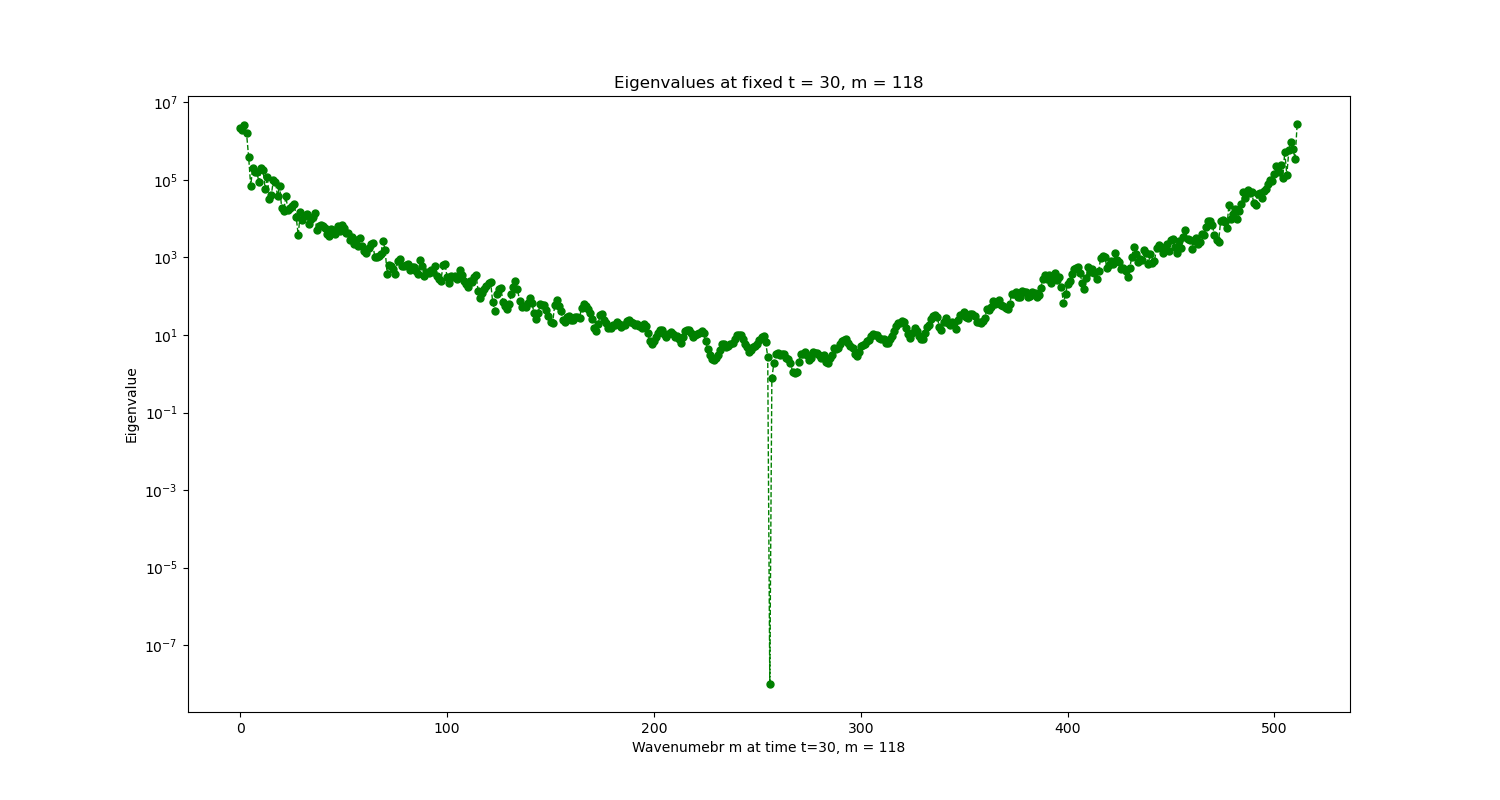 Eigenvalues at fixed t = 30, m = 118
10^7
10^5
10^3
10^1
10^−1
10^−3
10^−5
10^−7
Eigenvalue
0 100 200 300 400 500
Wavenumebr m at time t=30, m = 118